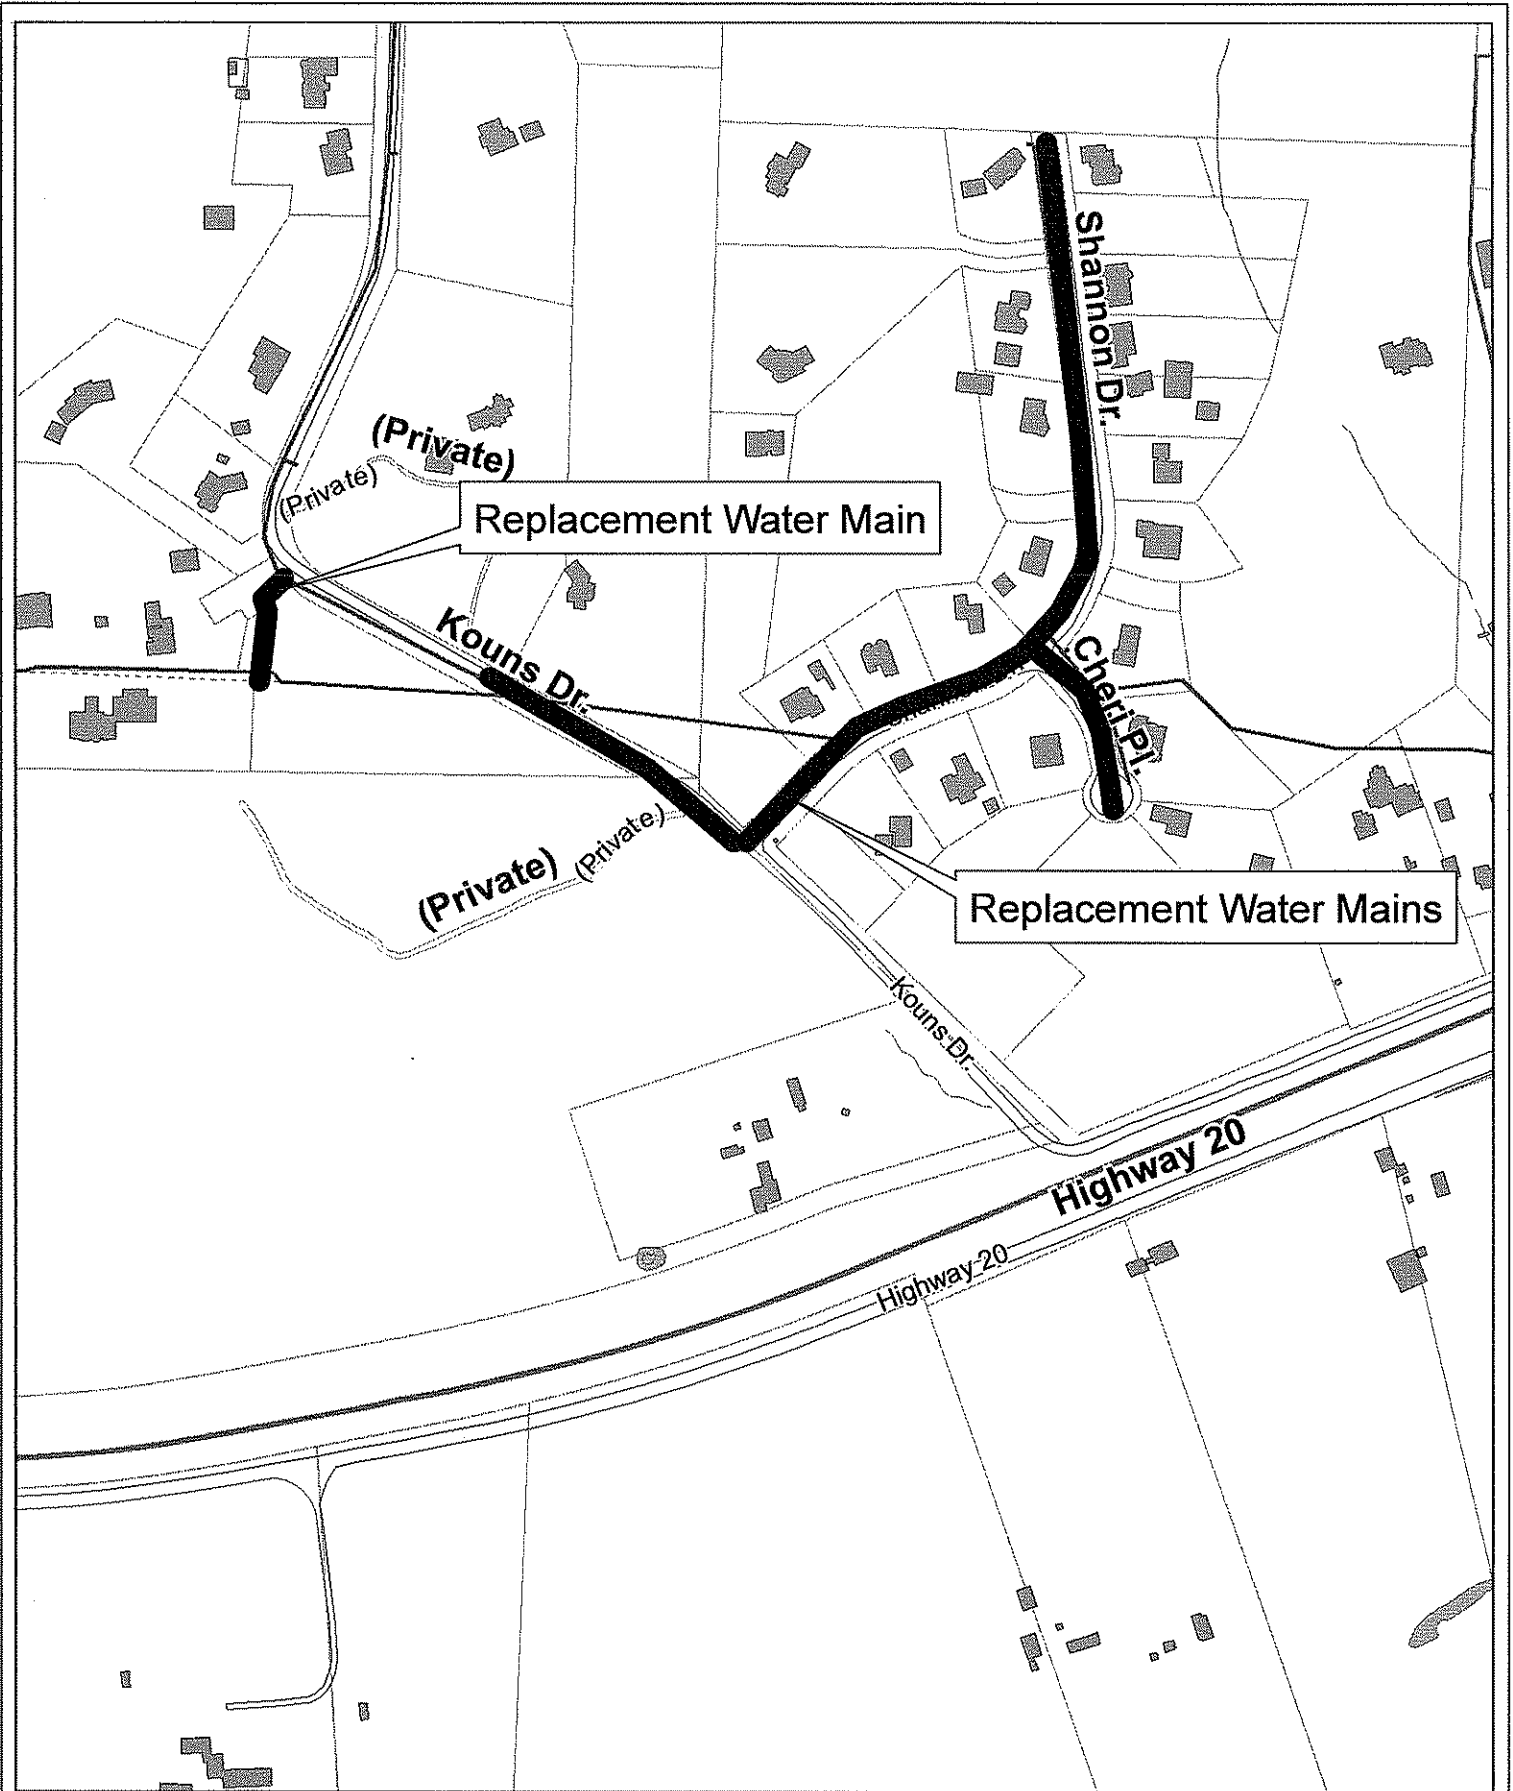 Shannon Dr.
(Private)
(Private)
Replacement Water Main
Kouns Dr.
Cheri Pl.
(Private)
(Private)
Replacement Water Mains
Kouns Dr.
Highway 20
Highway 20